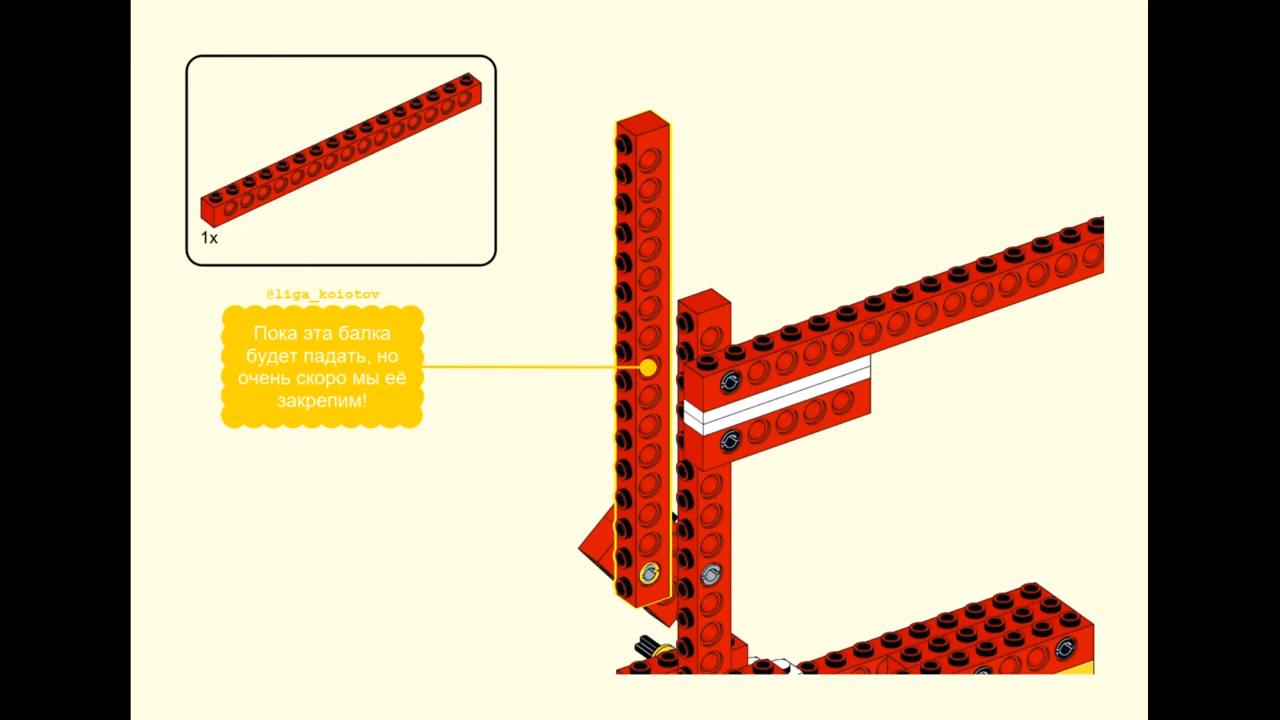 1x
@liga_koiotov
Пока эта балка
будет падать, но
очень скоро мы её
закрепим!